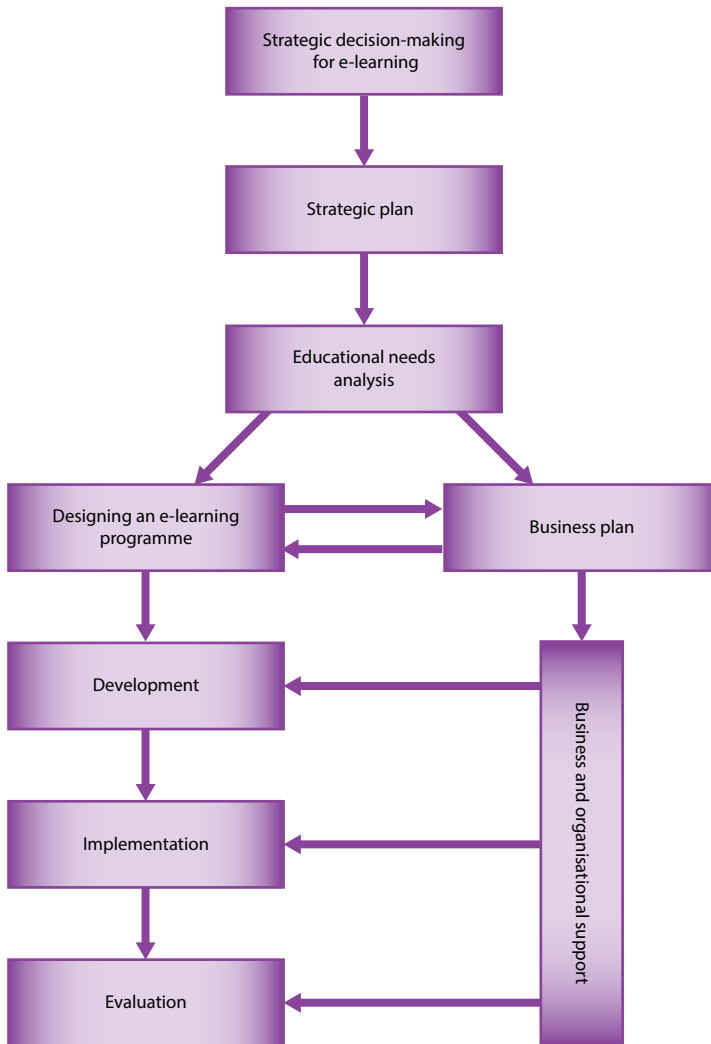 Strategic decision-making
for e-learning
Strategic plan
Educational needs
analysis
Designing an e-learning
programme
Business plan
Development
Business and organisational support
Implementation
Evaluation